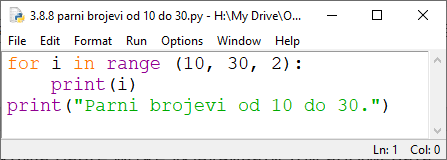 3.8.8 parni brojevi od 10 do 30.py - H:\My Drive\O...
File Edit Format Run Options Window Help
for i in range (10, 30, 2):
    print(i)
print("Parni brojevi od 10 do 30.")
Ln: 1 Col: 0